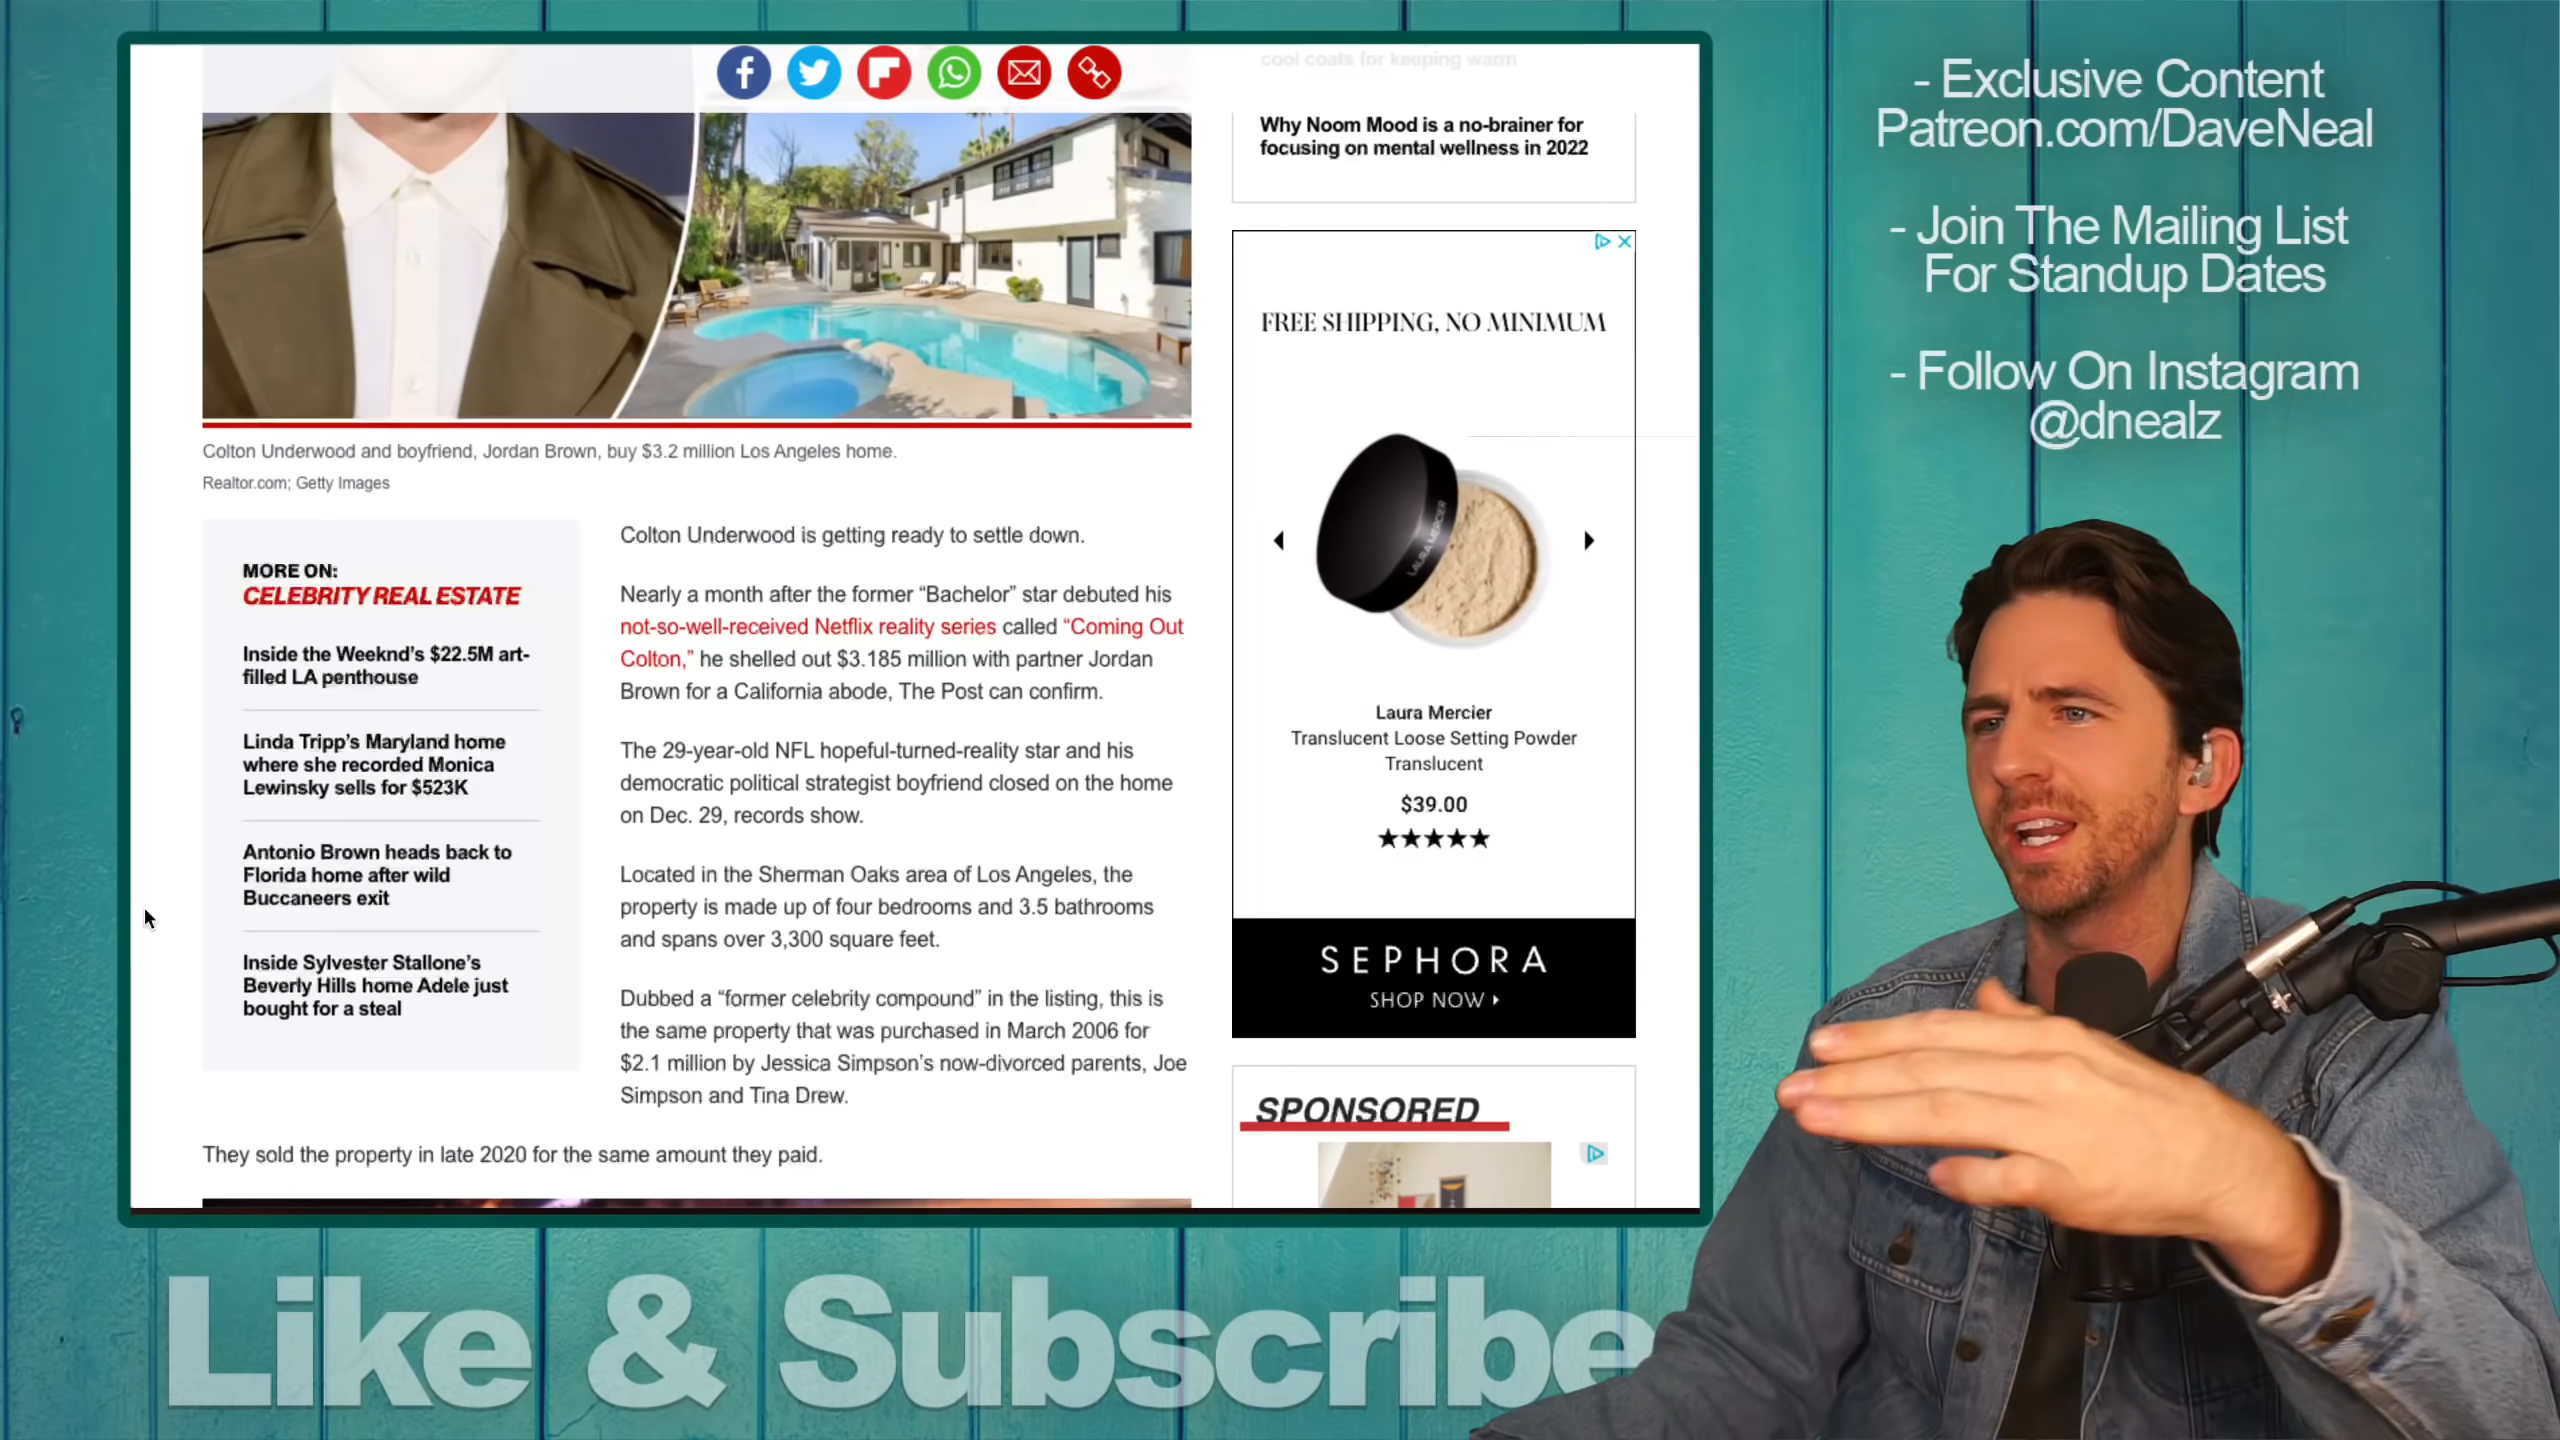 cool coats for keeping warm
Why Noom Mood is a no-brainer for
focusing on mental wellness in 2022
Colton Underwood and boyfriend, Jordan Brown, buy $3.2 million Los Angeles home.
Realtor.com; Getty Images
MORE ON:
CELEBRITY REAL ESTATE
Inside the Weeknd’s $22.5M art-
filled LA penthouse
Linda Tripp’s Maryland home
where she recorded Monica
Lewinsky sells for $523K
Antonio Brown heads back to
Florida home after wild
Buccaneers exit
Inside Sylvester Stallone’s
Beverly Hills home Adele just
bought for a steal
Colton Underwood is getting ready to settle down.
Nearly a month after the former “Bachelor” star debuted his
not-so-well-received Netflix reality series called “Coming Out
Colton,” he shelled out $3.185 million with partner Jordan
Brown for a California abode, The Post can confirm.
The 29-year-old NFL hopeful-turned-reality star and his
democratic political strategist boyfriend closed on the home
on Dec. 29, records show.
Located in the Sherman Oaks area of Los Angeles, the
property is made up of four bedrooms and 3.5 bathrooms
and spans over 3,300 square feet.
Dubbed a “former celebrity compound” in the listing, this is
the same property that was purchased in March 2006 for
$2.1 million by Jessica Simpson’s now-divorced parents, Joe
Simpson and Tina Drew.
They sold the property in late 2020 for the same amount they paid.
FREE SHIPPING, NO MINIMUM
LAURA MERCIER
Laura Mercier
Translucent Loose Setting Powder
Translucent
$39.00
SEPHORA
SHOP NOW
SPONSORED
- Exclusive Content
Patreon.com/DaveNeal
- Join The Mailing List
For Standup Dates
- Follow On Instagram
@dnealz
Like & Subscribe